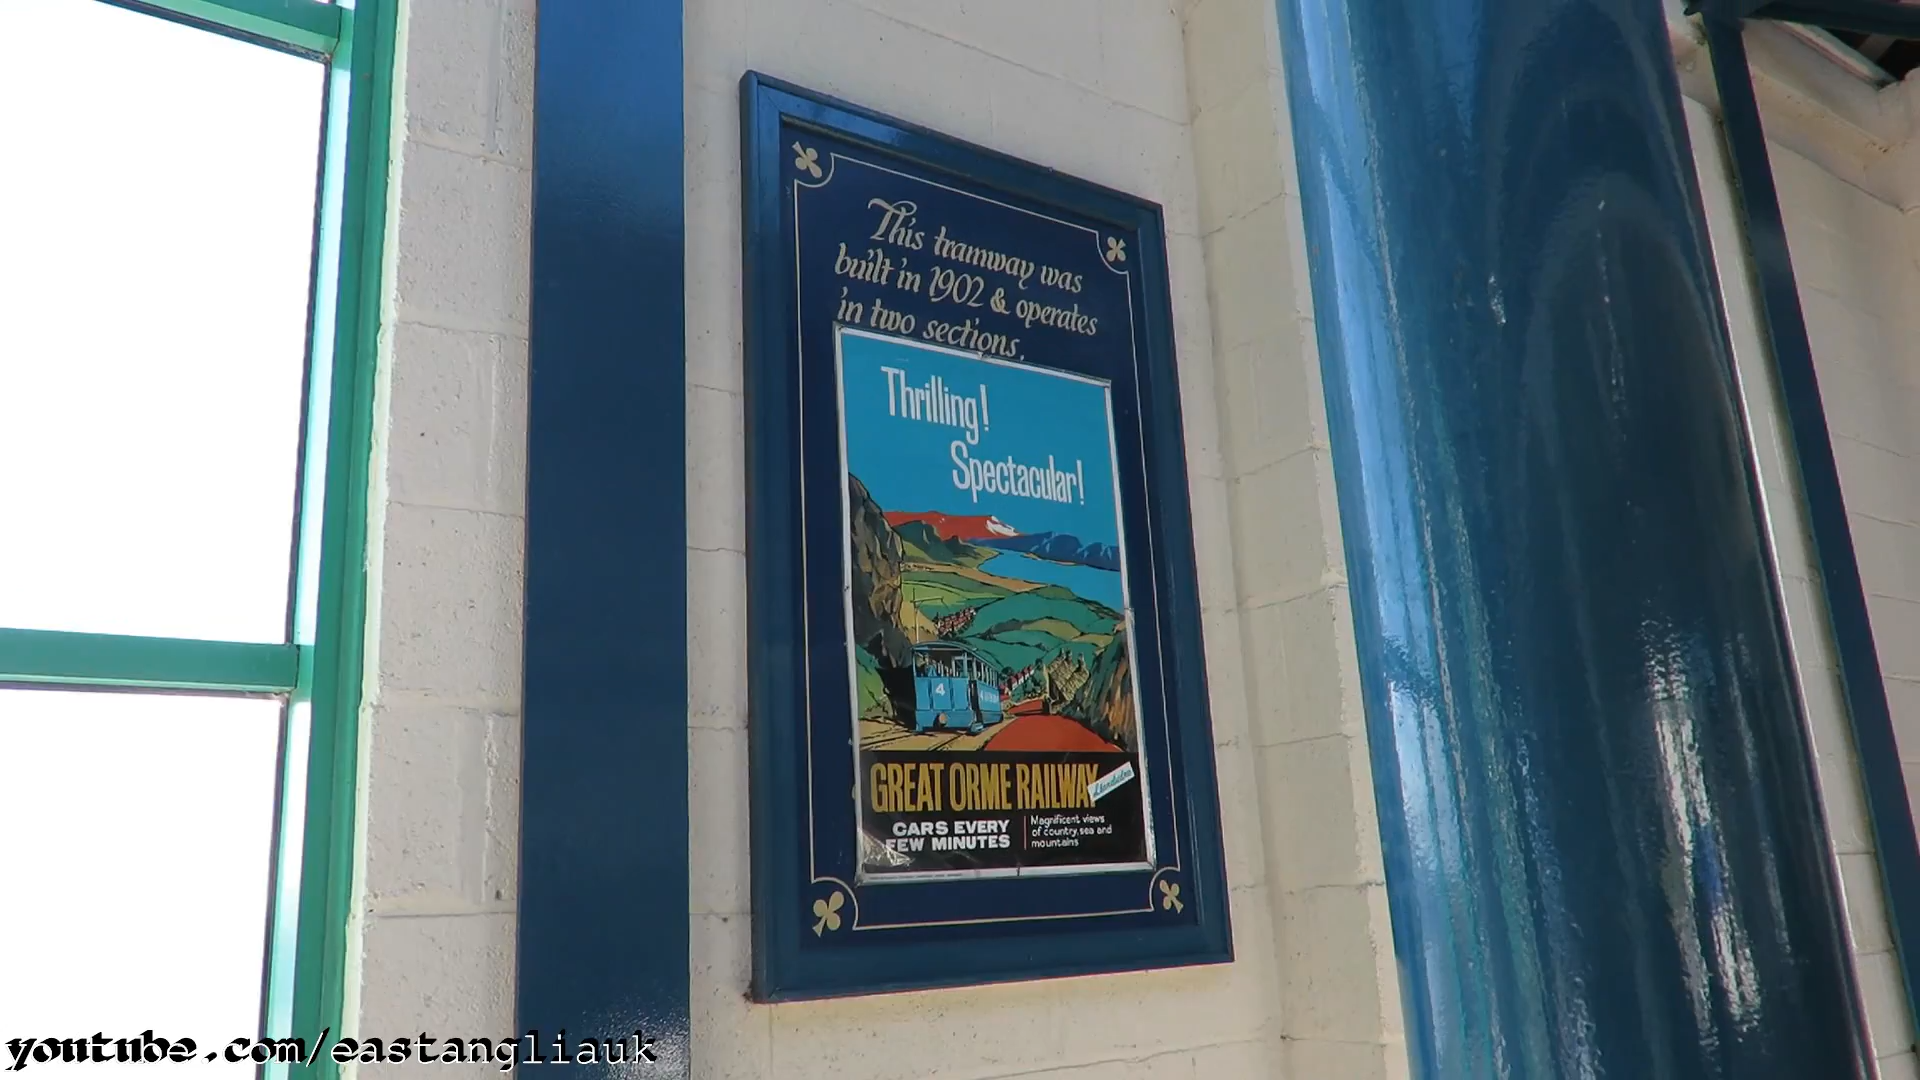 This tramway was
built in 1902 & operates
in two sections.
Thrilling!
Spectacular!
4
GREAT ORME RAILWAY
Llandudno
CARS EVERY
FEW MINUTES
Magnificent views
of country, sea and
mountains
youtube.com/eastangliauk